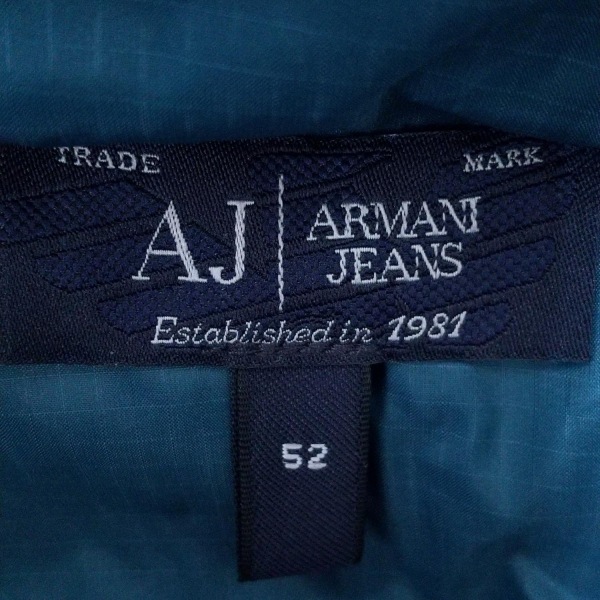 TRADE MARK
AJ ARMANI
JEANS
Established in 1981
52